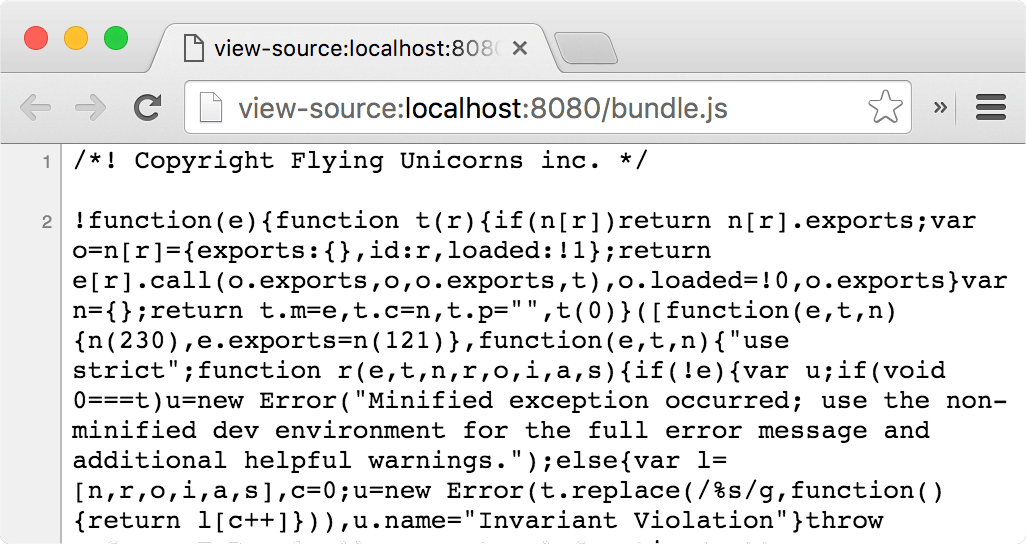 view-source:localhost:808
view-source:localhost:8080/bundle.js
1 /*! Copyright Flying Unicorns inc. */
2 !function(e){function t(r){if(n[r])return n[r].exports;var
o=n[r]={exports:{},id:r,loaded:!1};return
e[r].call(o.exports,o,o.exports,t),o.loaded=!0,o.exports}var
n={};return t.m=e,t.c=n,t.p="",t(0)}([function(e,t,n)
{n(230),e.exports=n(121)},function(e,t,n){"use
strict";function r(e,t,n,r,o,i,a,s){if(!e){var u;if(void
0===t)u=new Error("Minified exception occurred; use the non-
minified dev environment for the full error message and
additional helpful warnings.");else{var l=
[n,r,o,i,a,s],c=0;u=new Error(t.replace(/%s/g,function()
{return l[c++]})),u.name="Invariant Violation"}throw